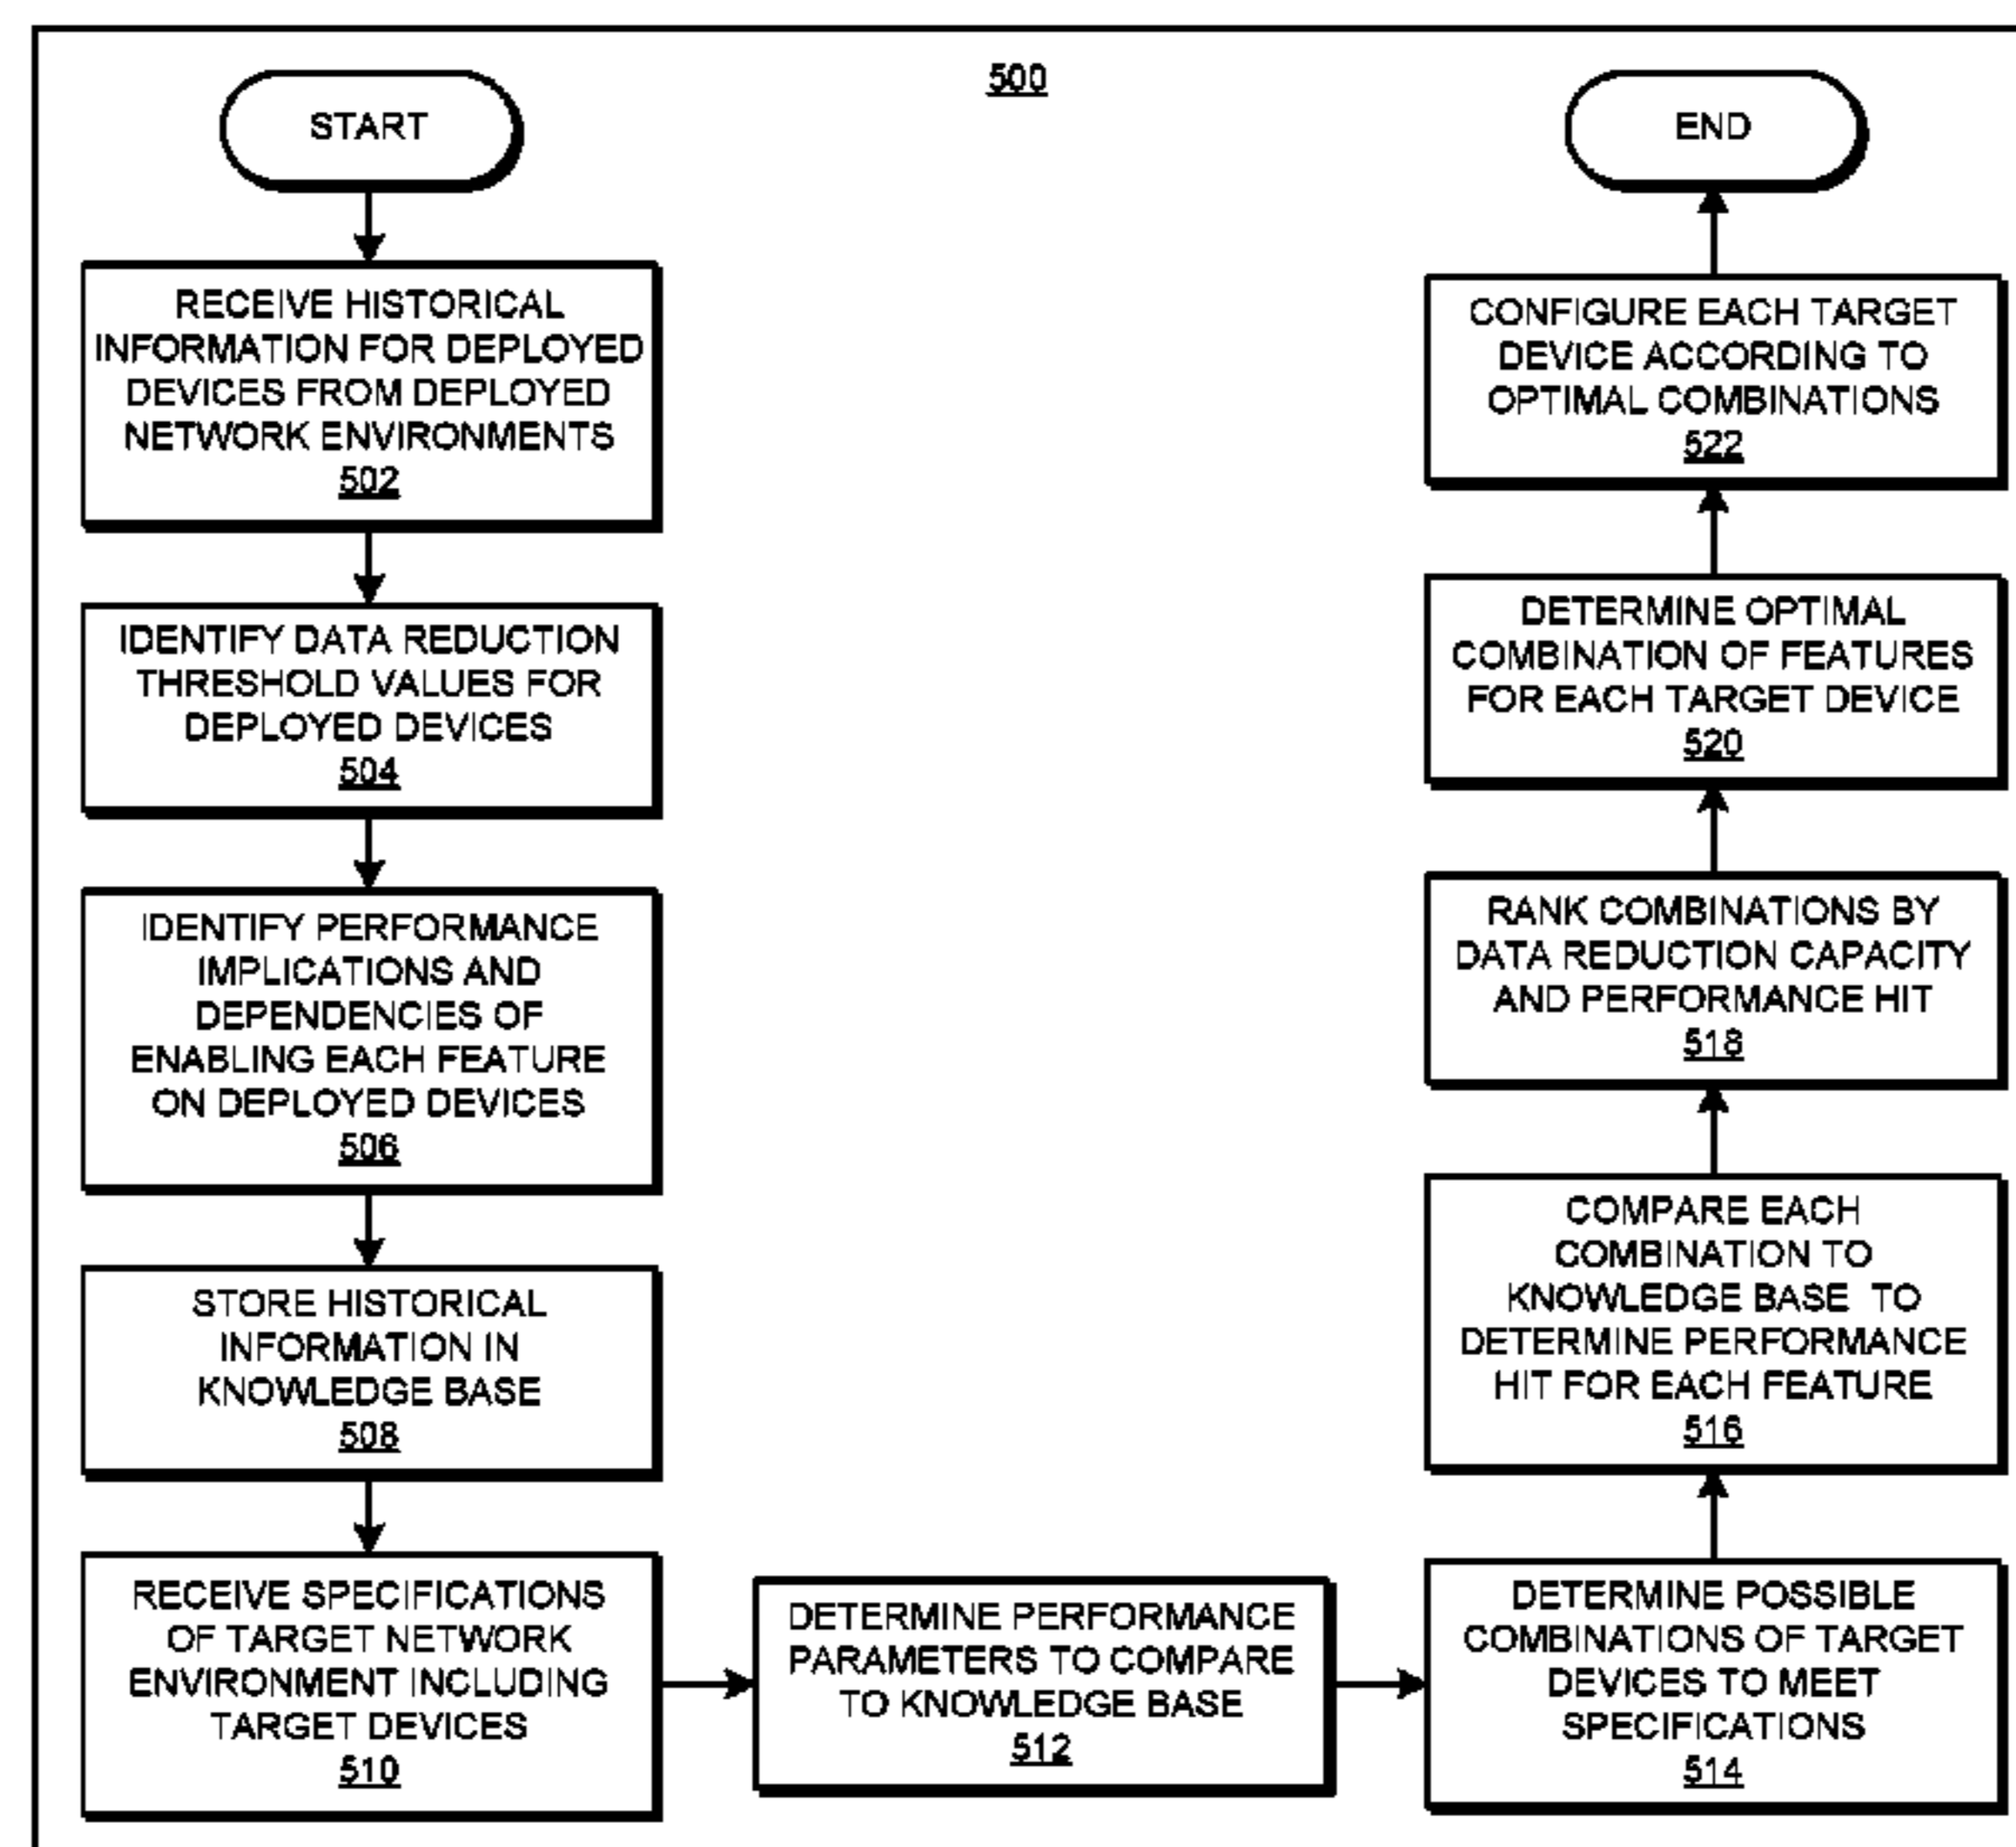 500
START
RECEIVE HISTORICAL
INFORMATION FOR DEPLOYED
DEVICES FROM DEPLOYED
NETWORK ENVIRONMENTS
502
IDENTIFY DATA REDUCTION
THRESHOLD VALUES FOR
DEPLOYED DEVICES
504
IDENTIFY PERFORMANCE
IMPLICATIONS AND
DEPENDENCIES OF
ENABLING EACH FEATURE
ON DEPLOYED DEVICES
506
STORE HISTORICAL
INFORMATION IN
KNOWLEDGE BASE
508
RECEIVE SPECIFICATIONS
OF TARGET NETWORK
ENVIRONMENT INCLUDING
TARGET DEVICES
510
DETERMINE PERFORMANCE
PARAMETERS TO COMPARE
TO KNOWLEDGE BASE
512
DETERMINE POSSIBLE
COMBINATIONS OF TARGET
DEVICES TO MEET
SPECIFICATIONS
514
COMPARE EACH
COMBINATION TO
KNOWLEDGE BASE TO
DETERMINE PERFORMANCE
HIT FOR EACH FEATURE
516
RANK COMBINATIONS BY
DATA REDUCTION CAPACITY
AND PERFORMANCE HIT
518
DETERMINE OPTIMAL
COMBINATION OF FEATURES
FOR EACH TARGET DEVICE
520
CONFIGURE EACH TARGET
DEVICE ACCORDING TO
OPTIMAL COMBINATIONS
522
END